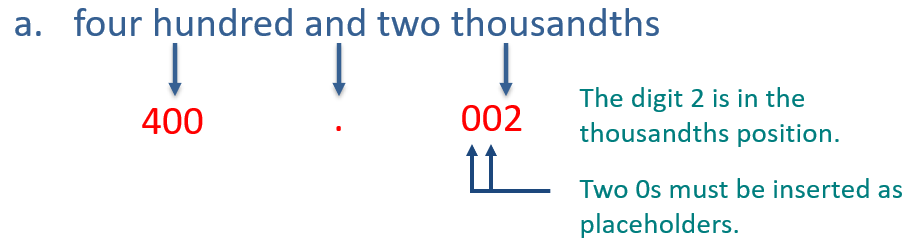 a. four hundred and two thousandths
400 . 002
The digit 2 is in the
thousandths position.
Two 0s must be inserted as
placeholders.